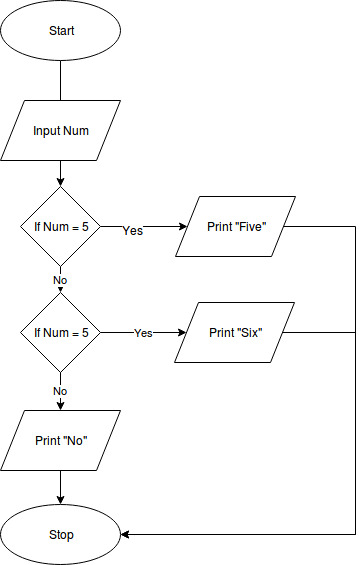 Start
Input Num
If Num = 5
Yes
Print "Five"
No
If Num = 5
Yes
Print "Six"
No
Print "No"
Stop